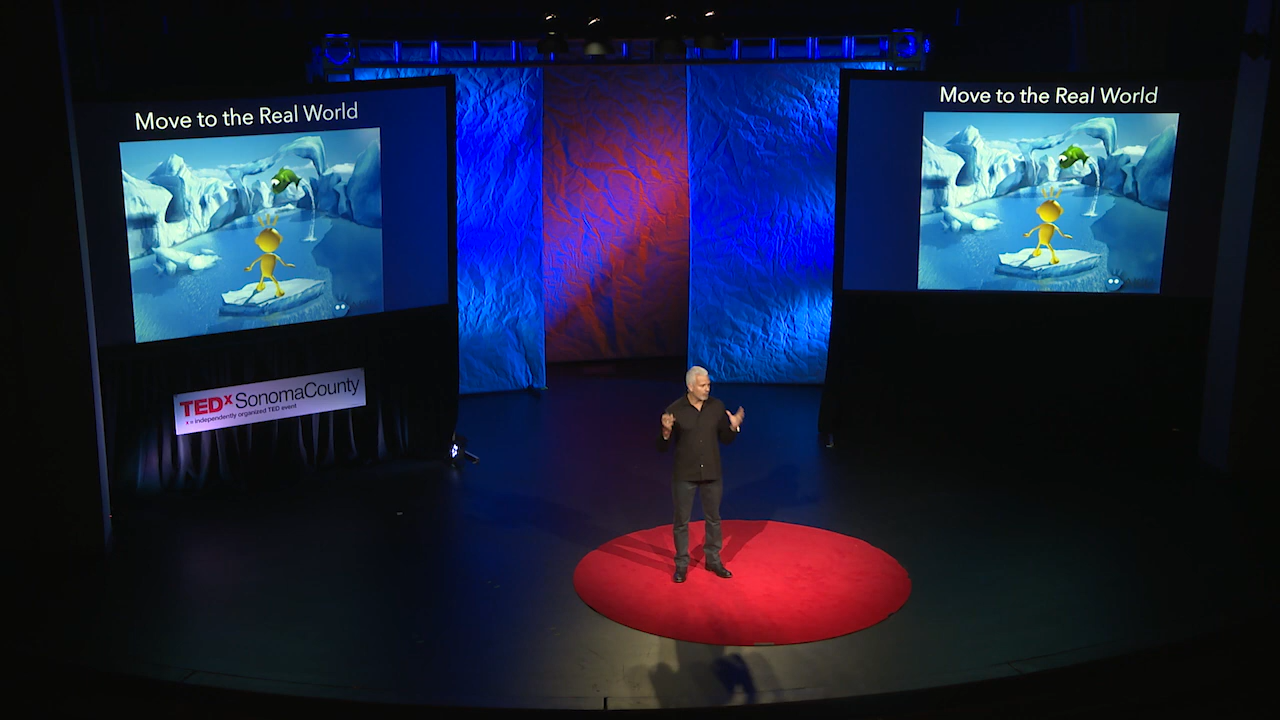 Move to the Real World
Move to the Real World
TEDx SonomaCounty
x = independently organized TED event